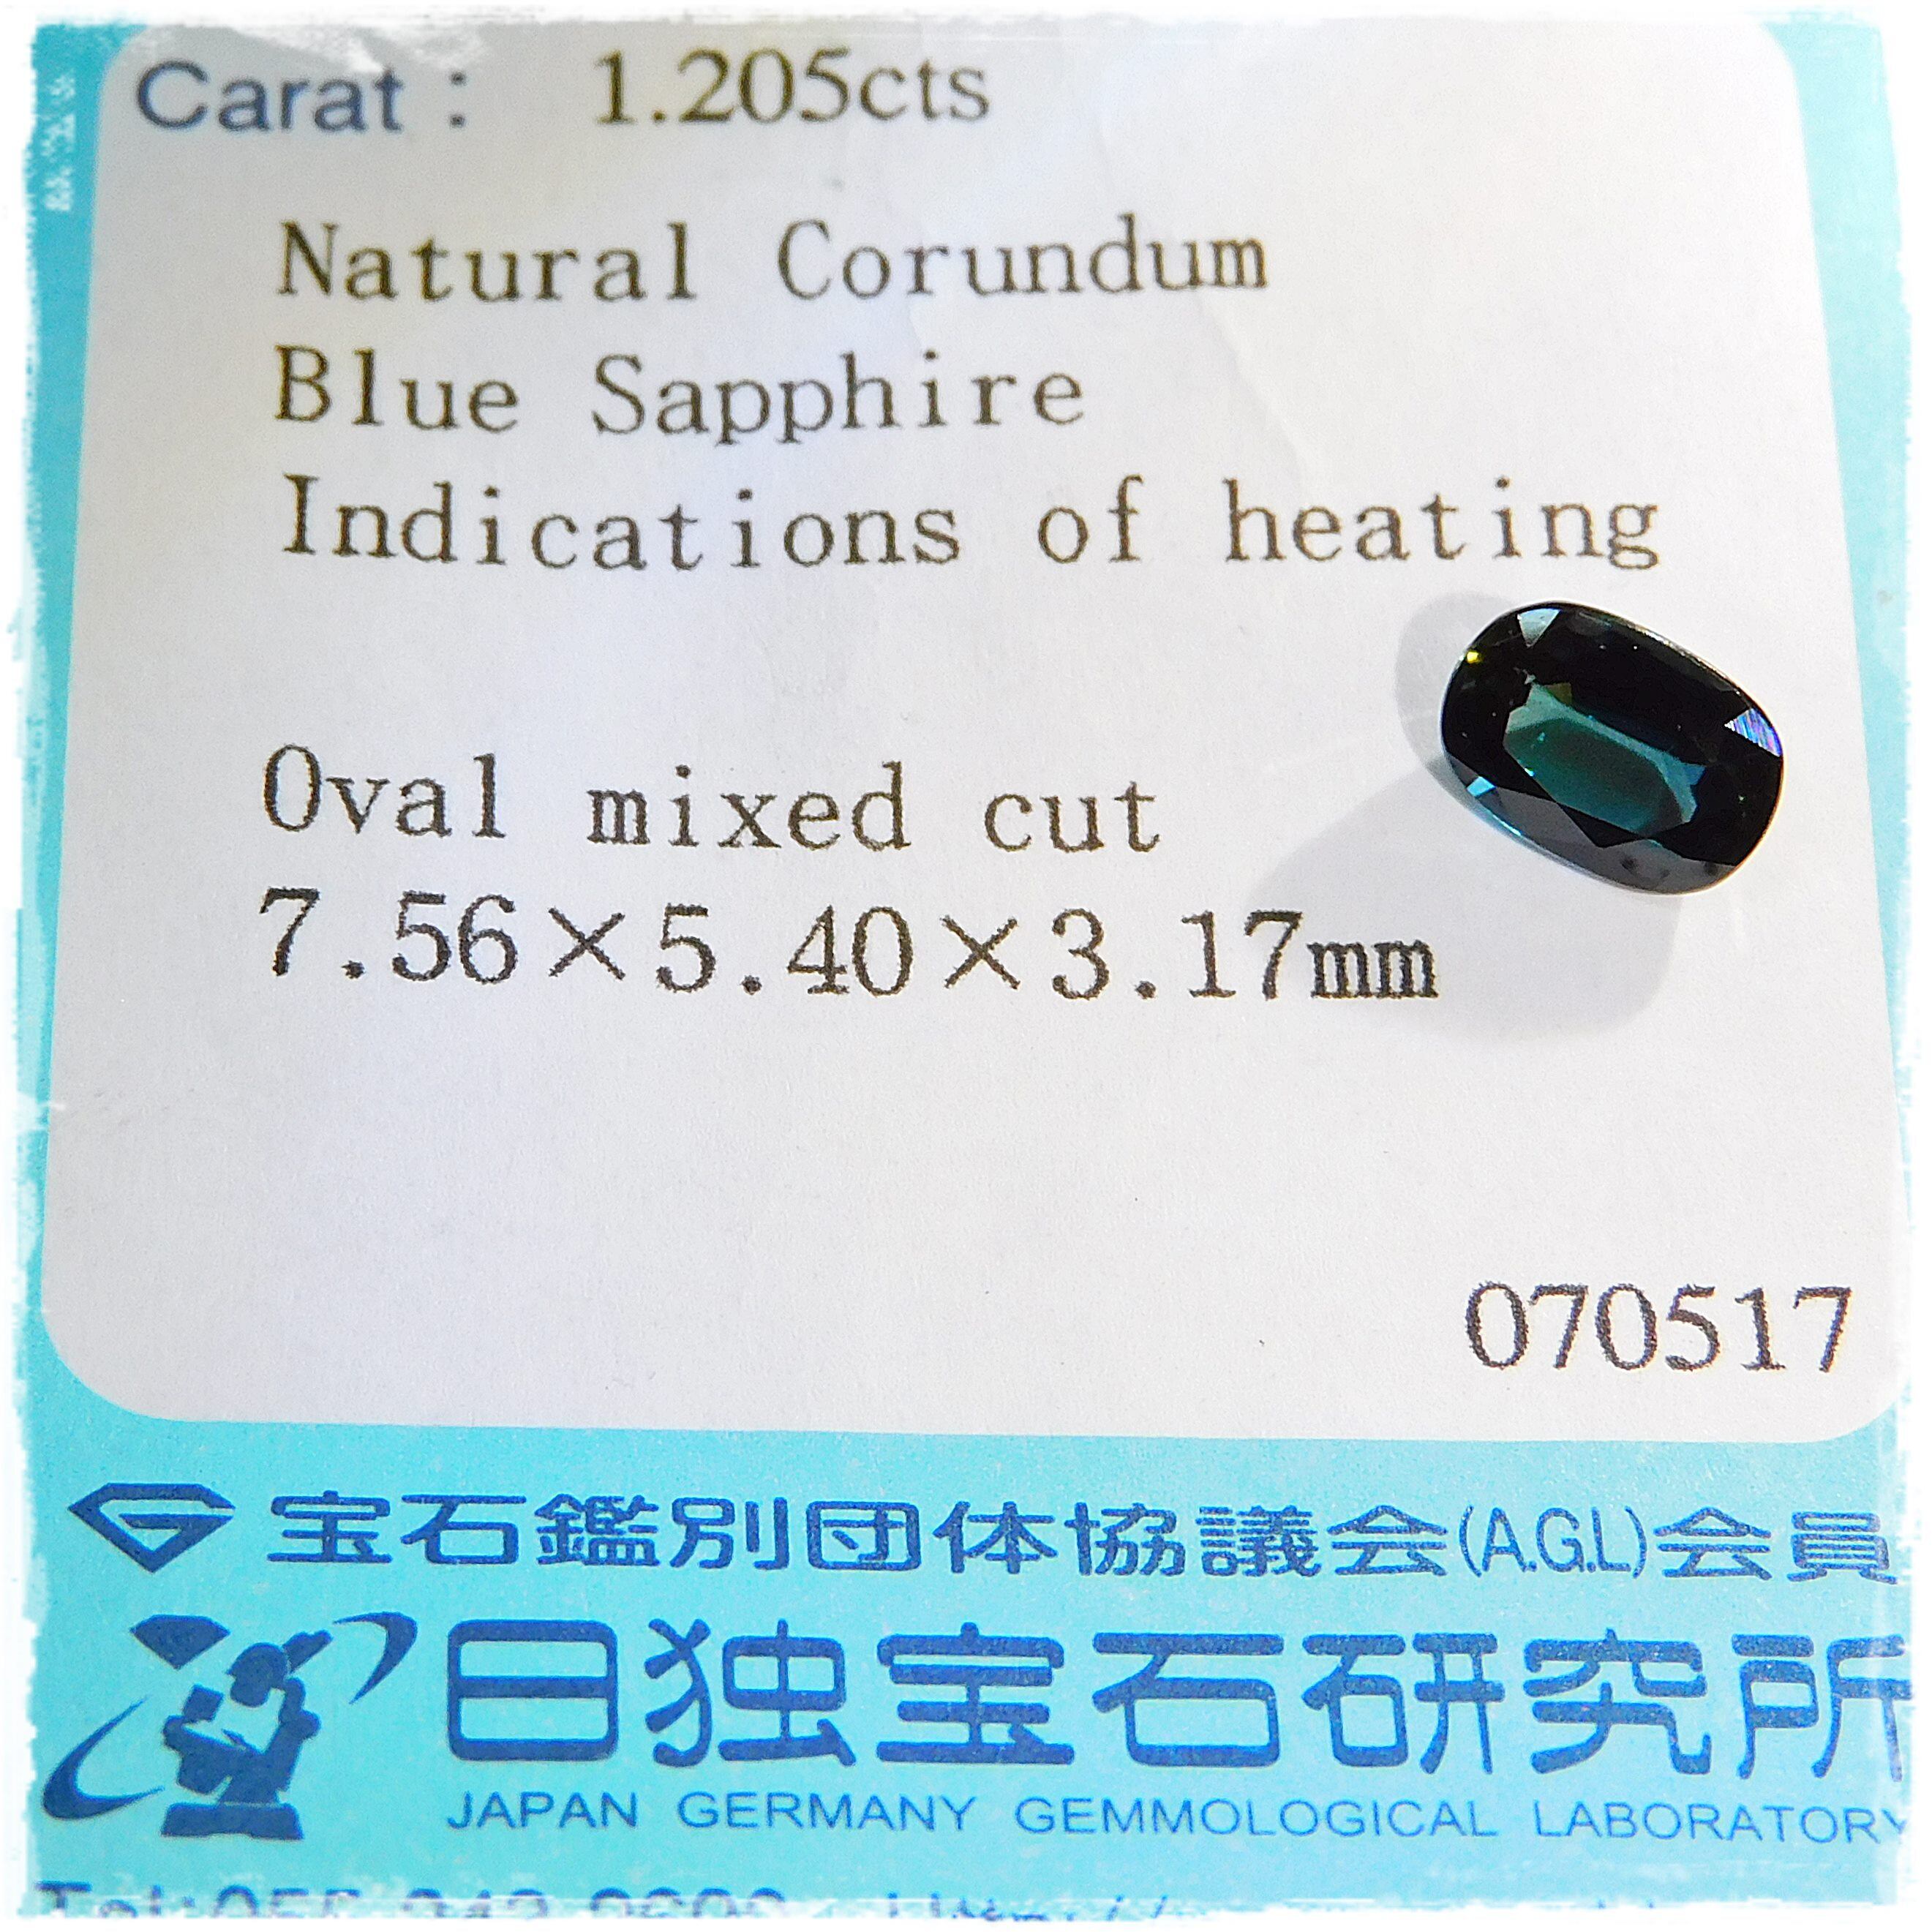 Carat : 1.205cts
Natural Corundum
Blue Sapphire
Indications of heating
Oval mixed cut
7.56×5.40×3.17mm
070517
宝石鑑別団体協議会(A.G.L)会員
日独宝石研究所
JAPAN GERMANY GEMMOLOGICAL LABORATORY